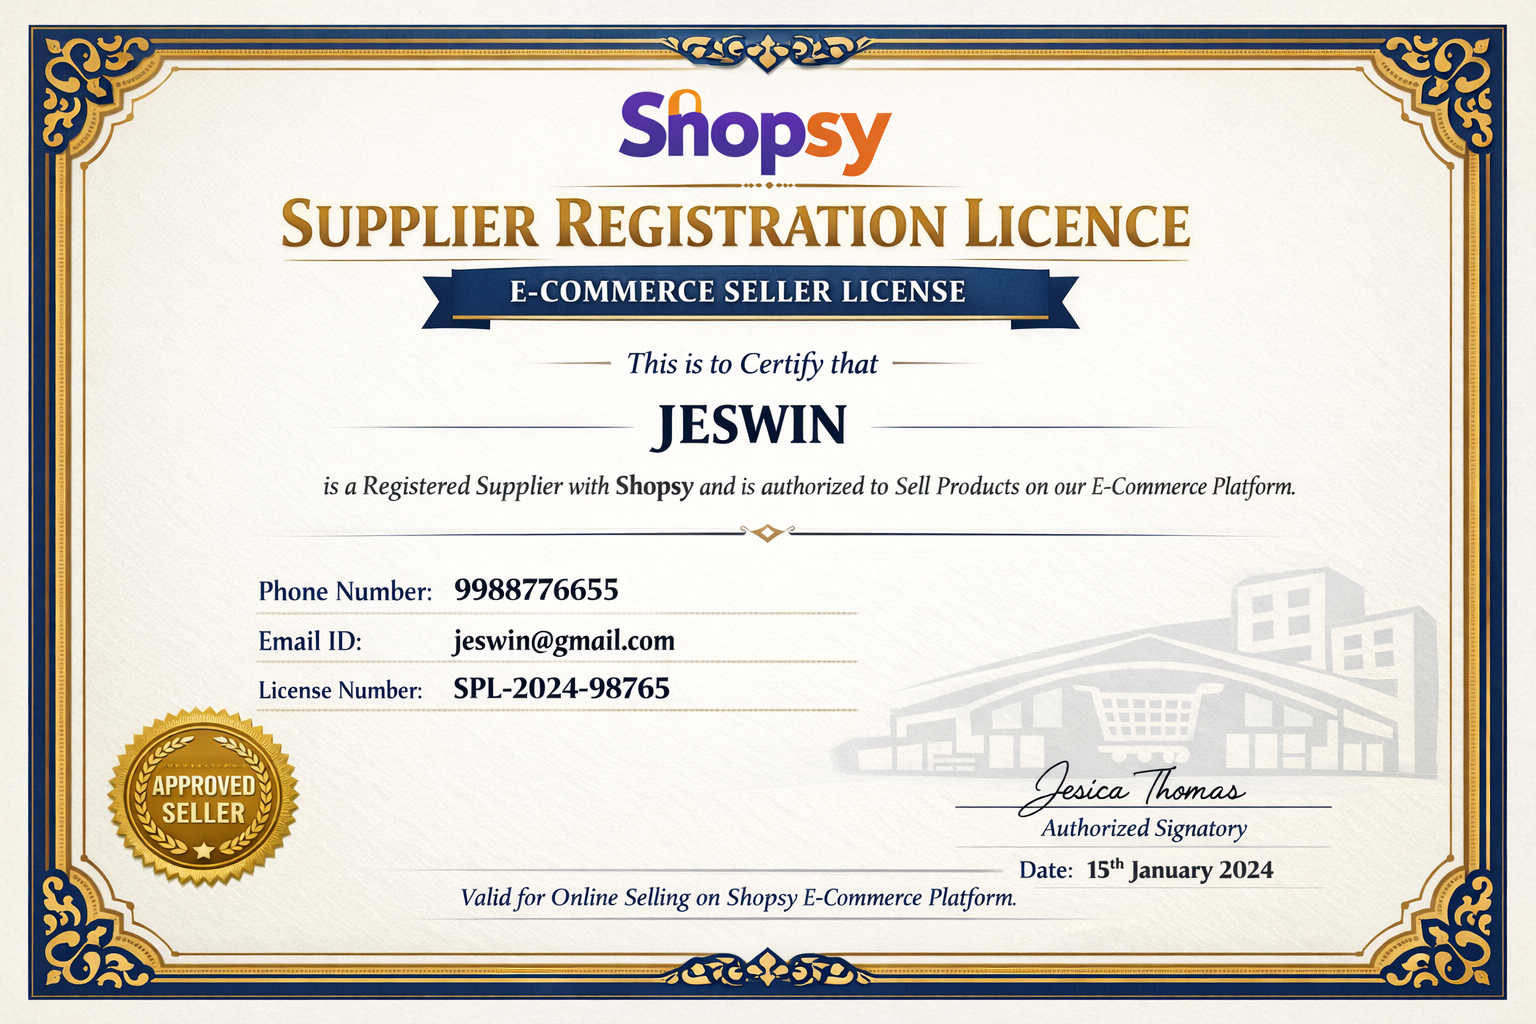 Shopsy
SUPPLIER REGISTRATION LICENCE
E-COMMERCE SELLER LICENSE
This is to Certify that
JESWIN
is a Registered Supplier with Shopsy and is authorized to Sell Products on our E-Commerce Platform.
Phone Number: 9988776655
Email ID: jeswin@gmail.com
License Number: SPL-2024-98765
APPROVED
SELLER
Jesica Thomas
Authorized Signatory
Date: 15th January 2024
Valid for Online Selling on Shopsy E-Commerce Platform.